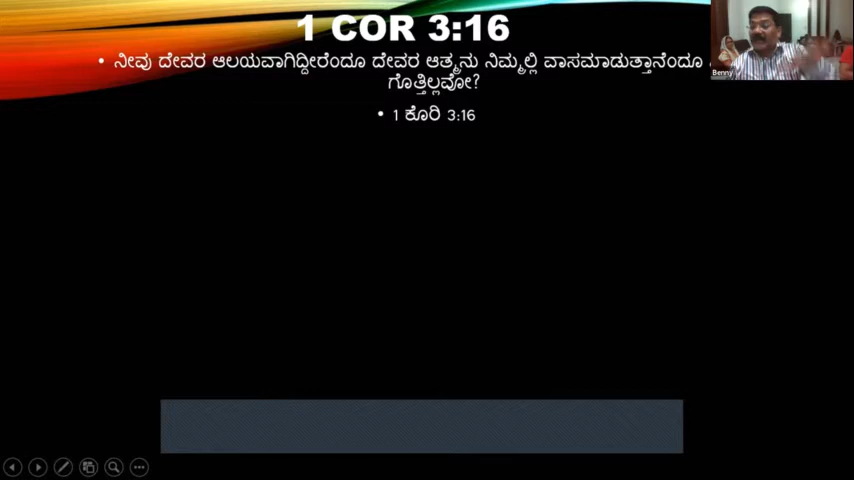 1 COR 3:16
• ನೀವು ದೇವರ ಆಲಯವಾಗಿದ್ದೀರೆಂದೂ ದೇವರ ಆತ್ಮನು ನಿಮ್ಮಲ್ಲಿ ವಾಸಮಾಡುತ್ತಾನೆಂದೂ
ಗೊತ್ತಿಲ್ಲವೋ?
• 1 ಕೊರಿ 3:16
Benny